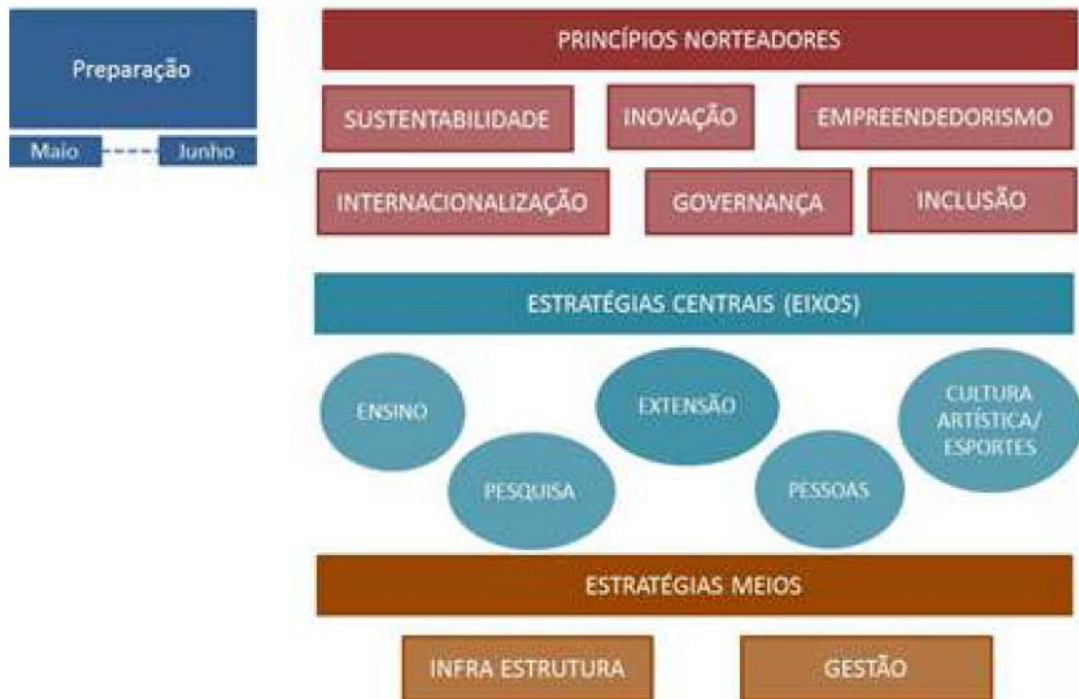 Preparação
Maio
Junho
PRINCÍPIOS NORTEADORES
SUSTENTABILIDADE
INOVAÇÃO
EMPREENDEDORISMO
INTERNACIONALIZAÇÃO
GOVERNANÇA
INCLUSÃO
ESTRATÉGIAS CENTRAIS (EIXOS)
ENSINO
EXTENSÃO
CULTURA
ARTÍSTICA/
ESPORTES
PESQUISA
PESSOAS
ESTRATÉGIAS MEIOS
INFRA ESTRUTURA
GESTÃO